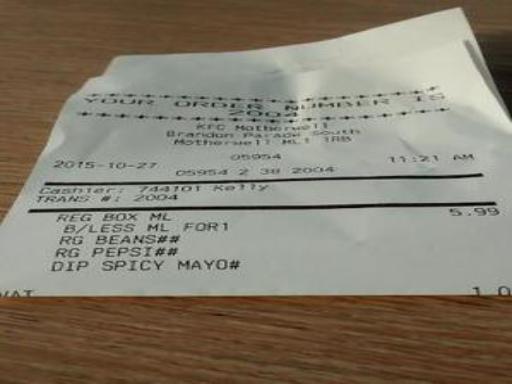 YOUR ORDER NUMBER IS
2004
KFC Motherwell
Brandon Parade South
Motherwell ML1 1RB
05954
2015-10-27 05954 2 38 2004 11:21 AM
Cashier: 744101 Kelly
TRANS #: 2004
REG BOX ML 5.99
B/LESS ML FOR1
RG BEANS##
RG PEPSI##
DIP SPICY MAYO#
VAT 1.0